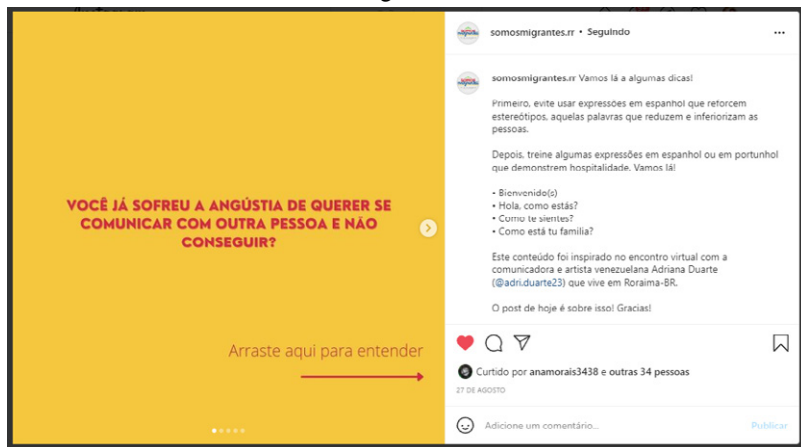 VOCÊ JÁ SOFREU A ANGÚSTIA DE QUERER SE
COMUNICAR COM OUTRA PESSOA E NÃO
CONSEGUIR?
Arraste aqui para entender
somosmigrantes.rr • Seguindo
somosmigrantes.rr Vamos lá a algumas dicas!
Primeiro, evite usar expressões em espanhol que reforcem
estereótipos, aquelas palavras que reduzem e inferiorizam as
pessoas.
Depois, treine algumas expressões em espanhol ou em portunhol
que demonstrem hospitalidade. Vamos lá!
• Bienvenido(s)
• Hola, como estás?
• Como te sientes?
• Como está tu familia?
Este conteúdo foi inspirado no encontro virtual com a
comunicadora e artista venezuelana Adriana Duarte
(@adri.duarte23) que vive em Roraima-BR.
O post de hoje é sobre isso! Gracias!
Curtido por anamorais3438 e outras 34 pessoas
27 DE AGOSTO
Adicione um comentário... Publicar